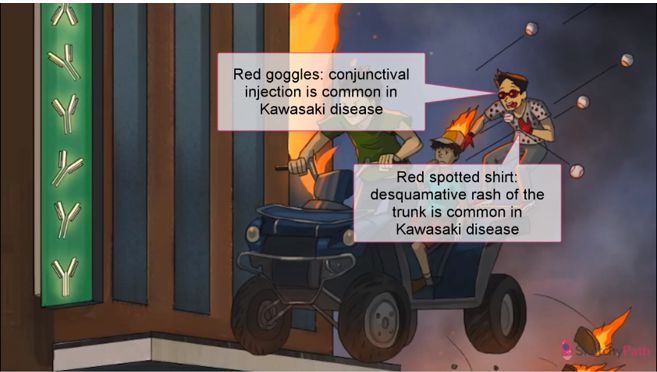 Red goggles: conjunctival
injection is common in
Kawasaki disease
Red spotted shirt:
desquamative rash of the
trunk is common in
Kawasaki disease
SketchyPath